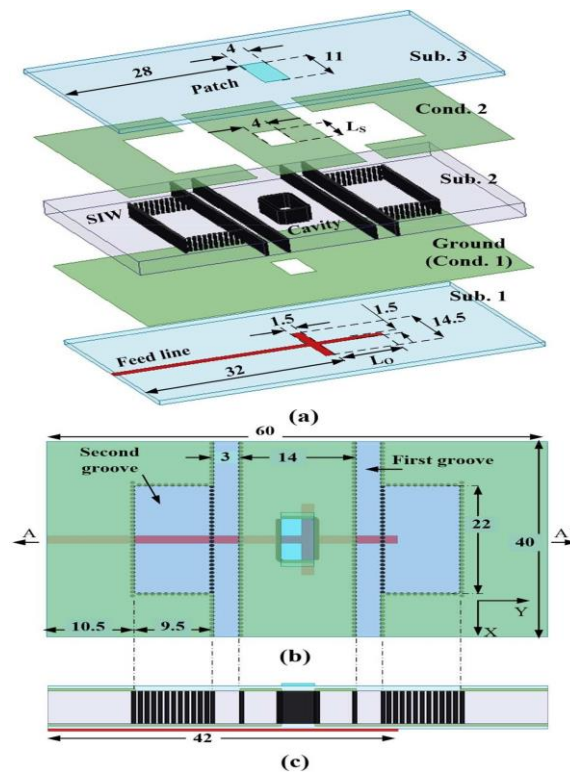 4
11
28
Patch
Sub. 3
Cond. 2
4
L_S
Sub. 2
SIW
Cavity
Ground
(Cond. 1)
Sub. 1
1.5
1.5
14.5
Feed line
32
L_O
(a)
60
Second
groove
3
14
First groove
22
40
A
A
Y
X
10.5
9.5
(b)
42
(c)